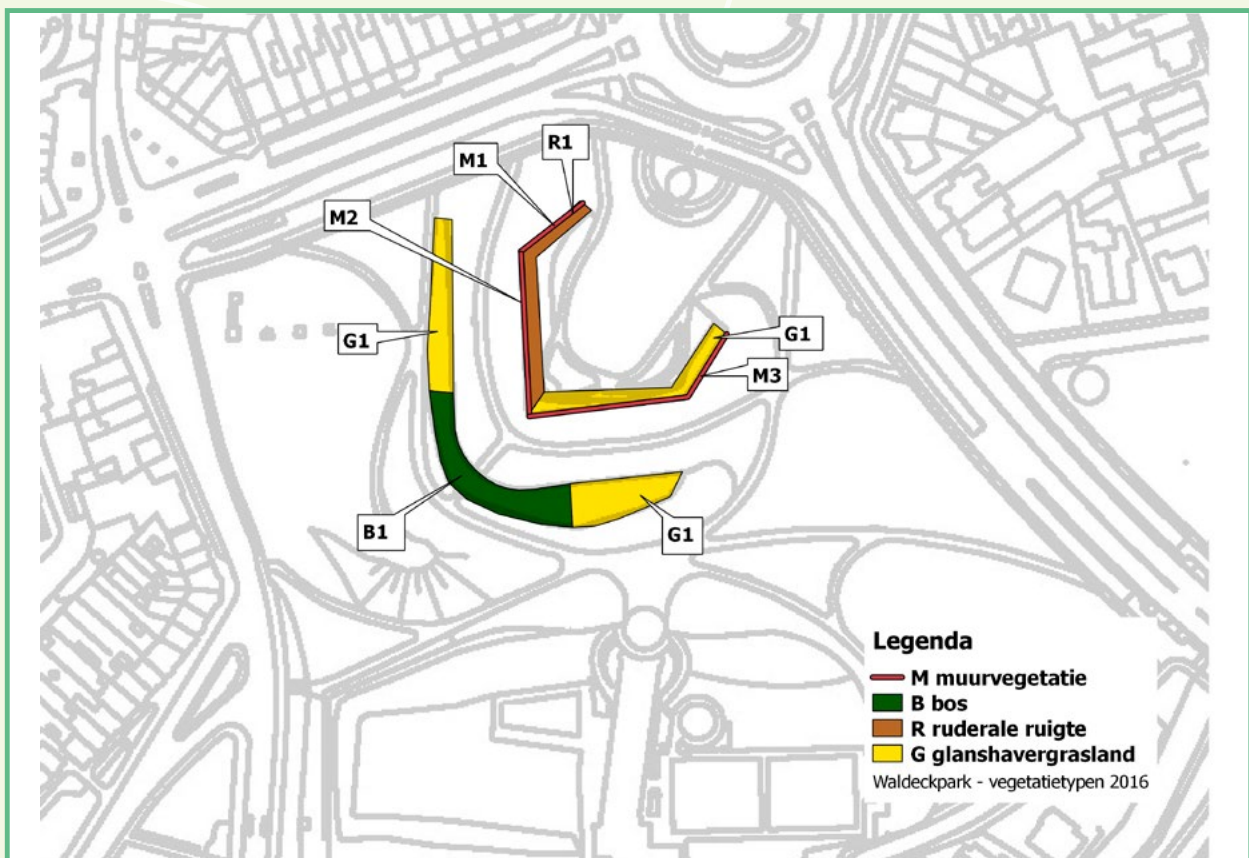 R1
M1
M2
G1
G1
M3
B1
G1
Legenda
M muurvegetatie
B bos
R ruderale ruigte
G glanshavergrasland
Waldeckpark - vegetatietypen 2016